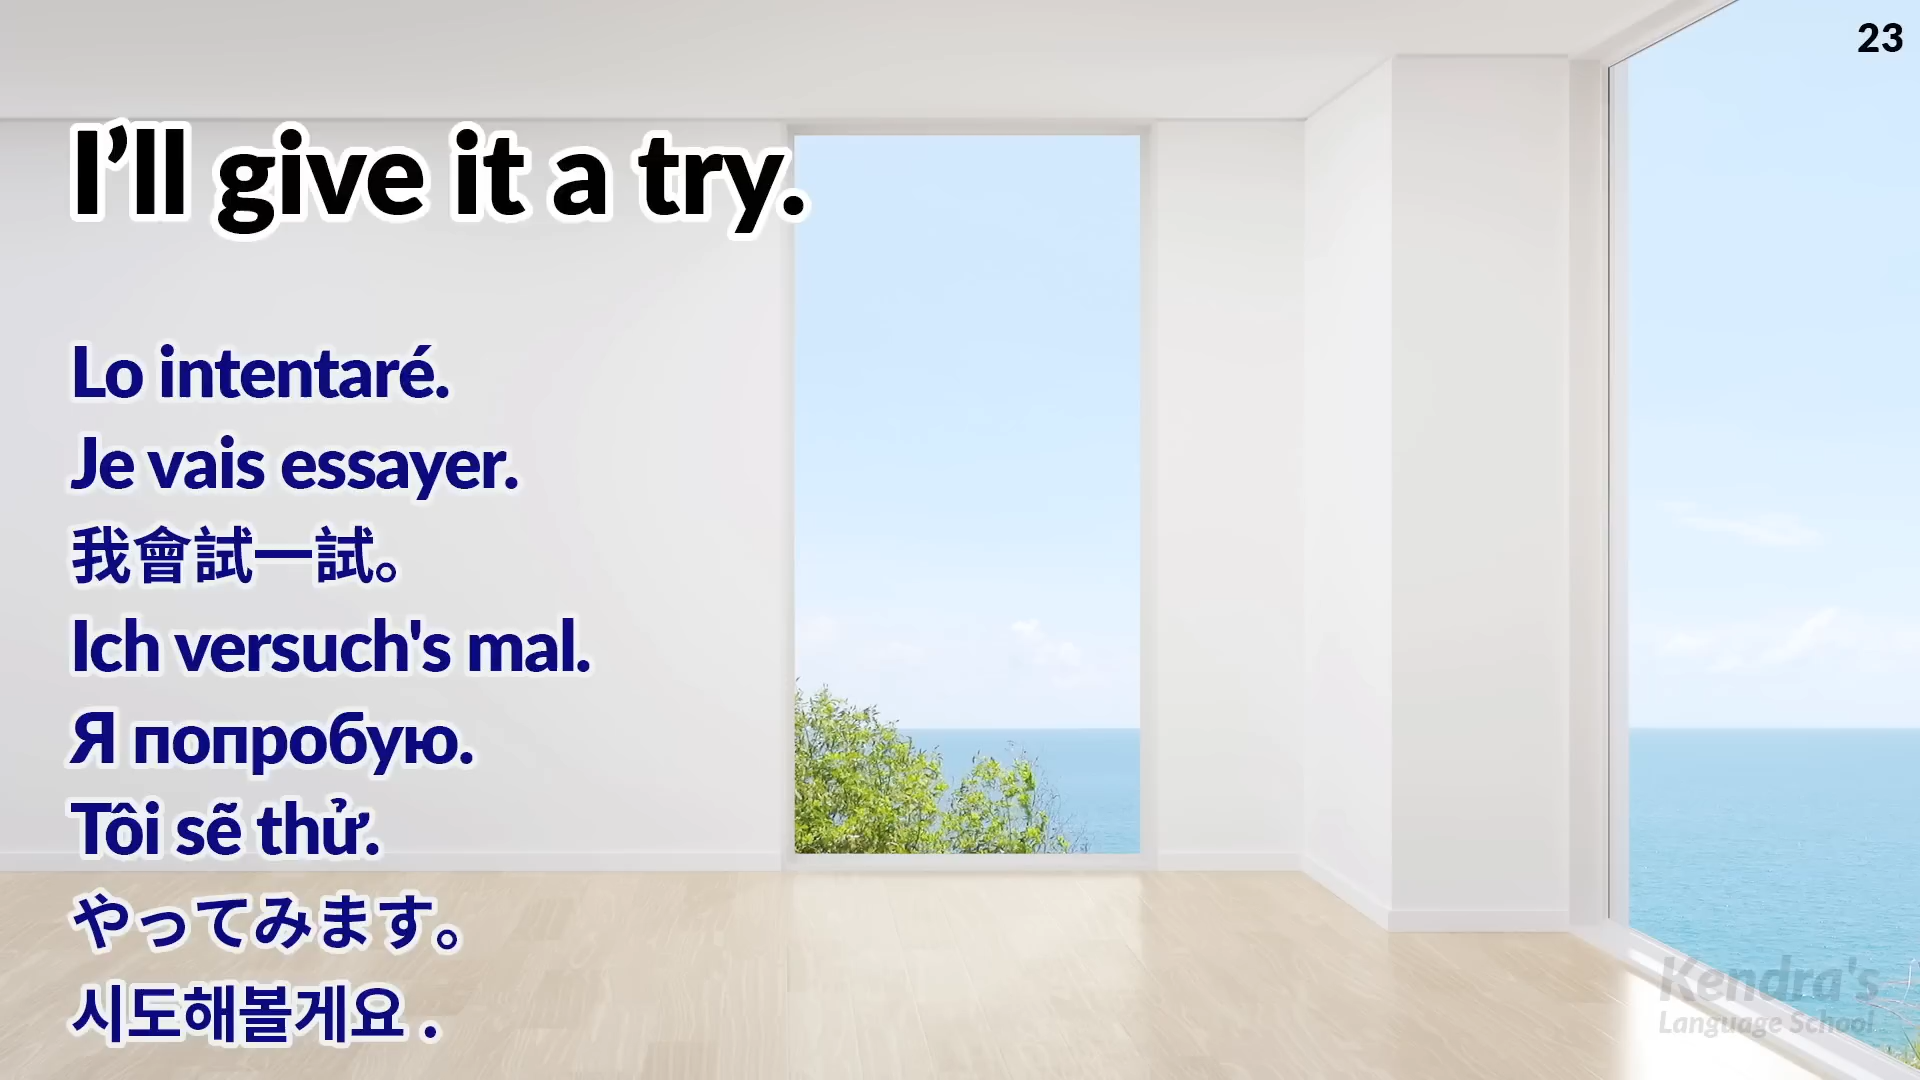 23
I’ll give it a try.
Lo intentaré.
Je vais essayer.
我會試一試。
Ich versuch's mal.
Я попробую.
Tôi sẽ thử.
やってみます。
시도해볼게요 .
Kendra's
Language School